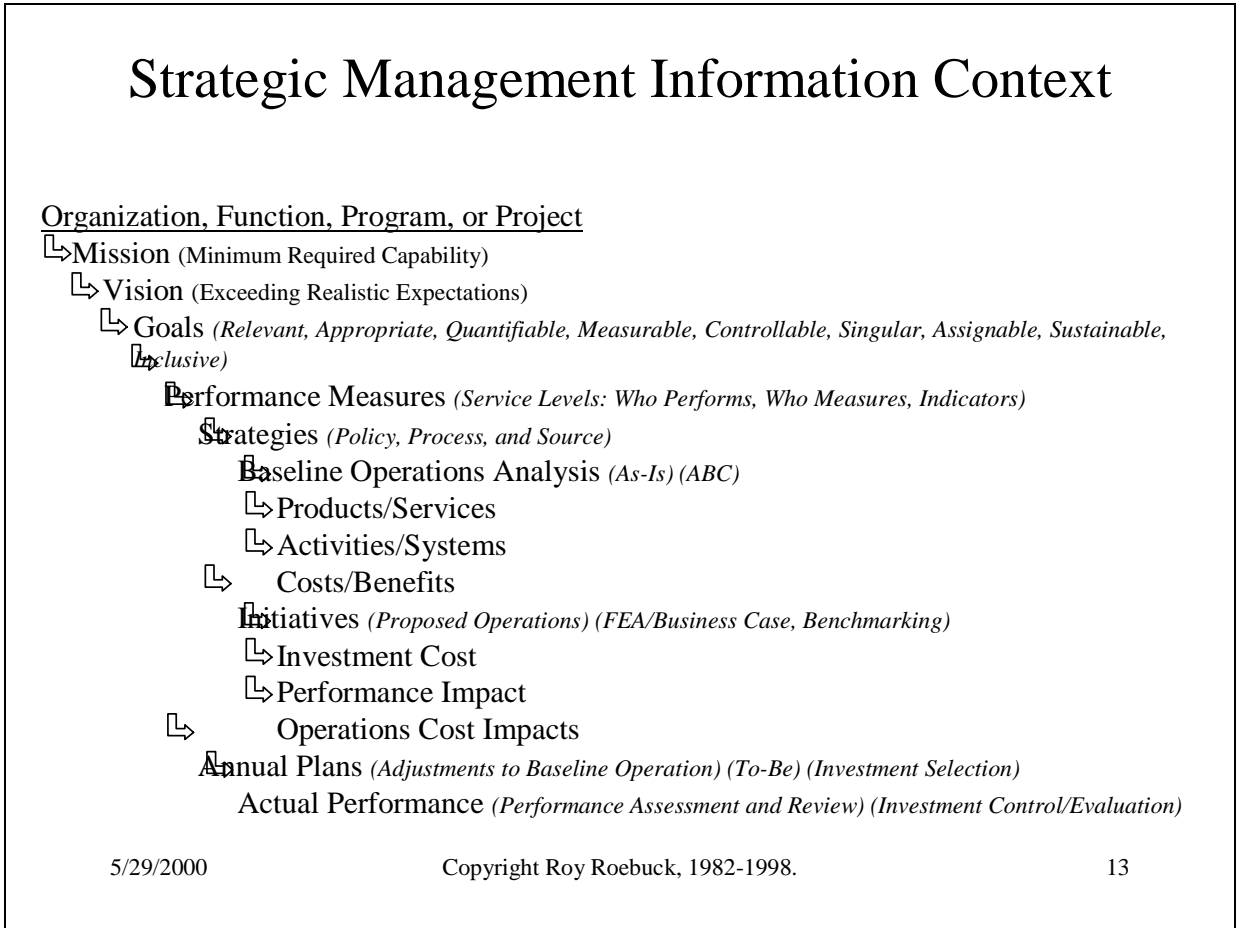 Strategic Management Information Context
Organization, Function, Program, or Project
Mission (Minimum Required Capability)
Vision (Exceeding Realistic Expectations)
Goals (Relevant, Appropriate, Quantifiable, Measurable, Controllable, Singular, Assignable, Sustainable,
Inclusive)
Performance Measures (Service Levels: Who Performs, Who Measures, Indicators)
Strategies (Policy, Process, and Source)
Baseline Operations Analysis (As-Is) (ABC)
Products/Services
Activities/Systems
Costs/Benefits
Initiatives (Proposed Operations) (FEA/Business Case, Benchmarking)
Investment Cost
Performance Impact
Operations Cost Impacts
Annual Plans (Adjustments to Baseline Operation) (To-Be) (Investment Selection)
Actual Performance (Performance Assessment and Review) (Investment Control/Evaluation)
5/29/2000 Copyright Roy Roebuck, 1982-1998. 13